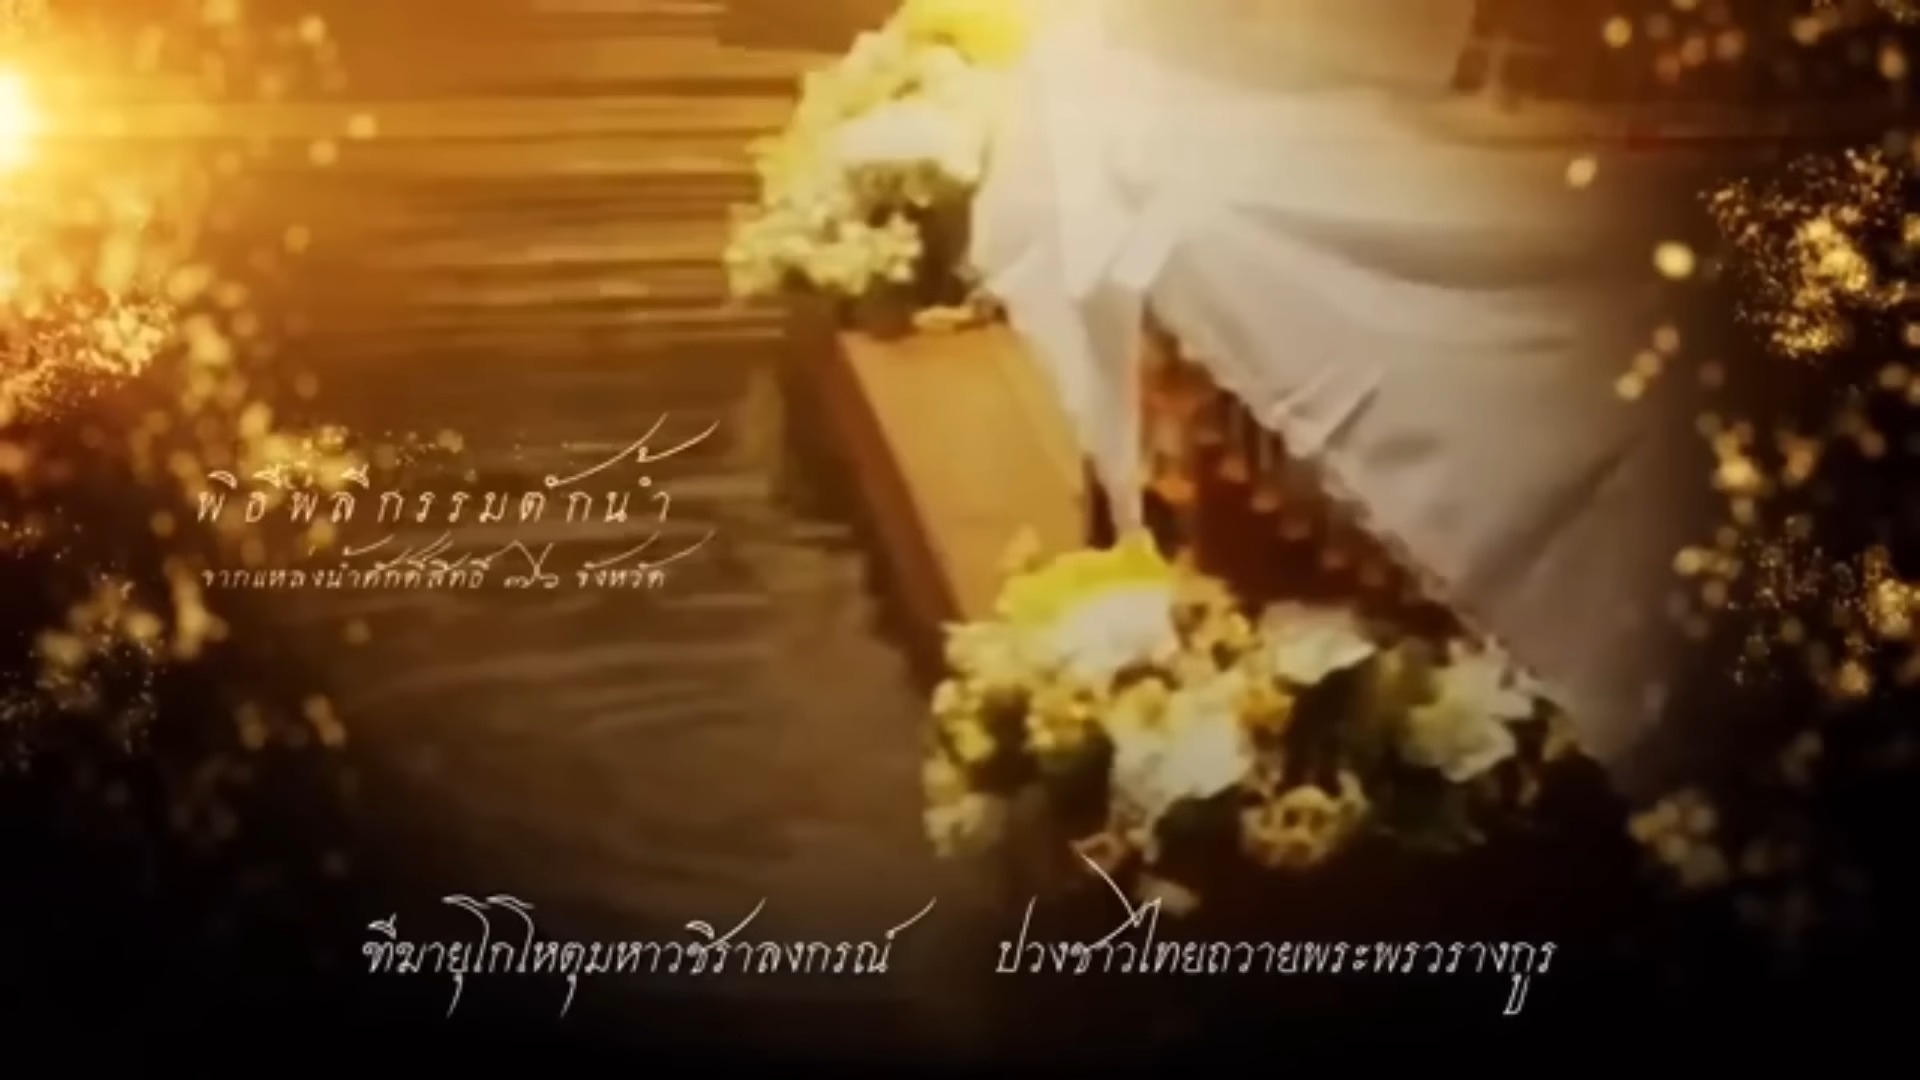 พิธีพลีกรรมตักน้ำ
จากแหล่งน้ำศักดิ์สิทธิ์ ๗๖ จังหวัด
ฑีฆายุโกโหตุมหาวชิราลงกรณ์ ปวงชาวไทยถวายพระพรวรางกูร